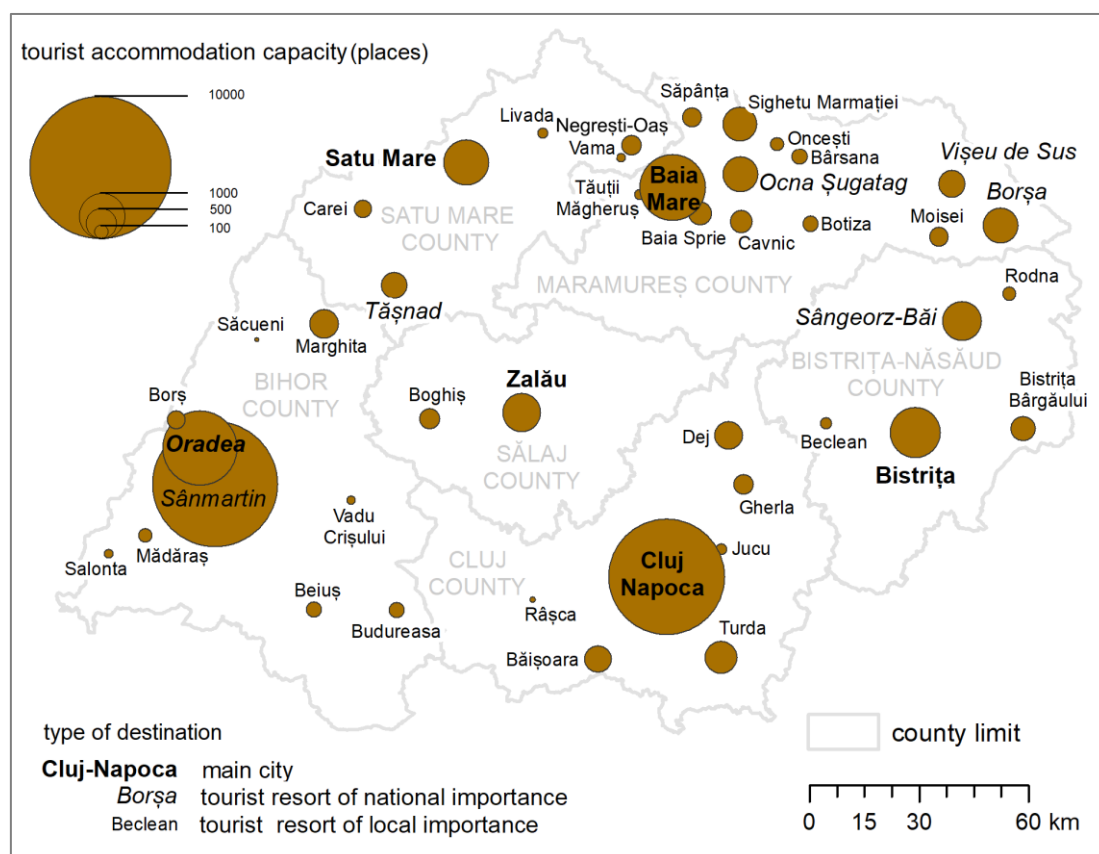 tourist accommodation capacity (places)
10000
1000
500
100
Săpânța
Sighetu Marmației
Livada
Negrești-Oaș
Vama
Oncești
Bârsana
Satu Mare
Vișeu de Sus
Baia
Mare
Ocna Șugatag
Borșa
Tăuții
Măgheruș
Carei
SATU MARE
COUNTY
Baia Sprie
Cavnic
Botiza
Moisei
MARAMUREȘ COUNTY
Rodna
Tășnad
Săcueni
Marghita
Sângeorz-Băi
BIHOR
COUNTY
BISTRIȚA-NĂSĂUD
COUNTY
Zalău
Boghiș
Borș
Bistrița
Bârgăului
Oradea
SĂLAJ
COUNTY
Dej
Beclean
Bistrița
Sânmartin
Gherla
Vadu
Crișului
Mădăraș
Salonta
Jucu
CLUJ
COUNTY
Cluj
Napoca
Beiuș
Budureasa
Râșca
Turda
Băișoara
type of destination
Cluj-Napoca main city
Borșa tourist resort of national importance
Beclean tourist resort of local importance
county limit
0 15 30 60 km